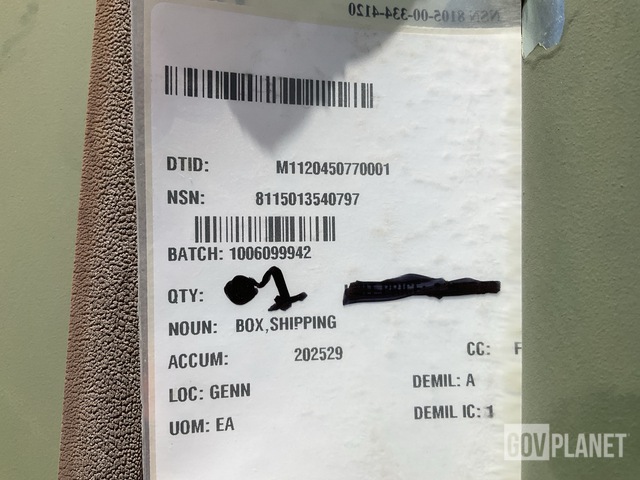 NSN 8105-00-334-4120
DTID: M1120450770001
NSN: 8115013540797
BATCH: 1006099942
QTY:
PRICE
NOUN: BOX,SHIPPING
ACCUM: 202529 CC: F
LOC: GENN DEMIL: A
UOM: EA DEMIL IC: 1
GOVPLANET